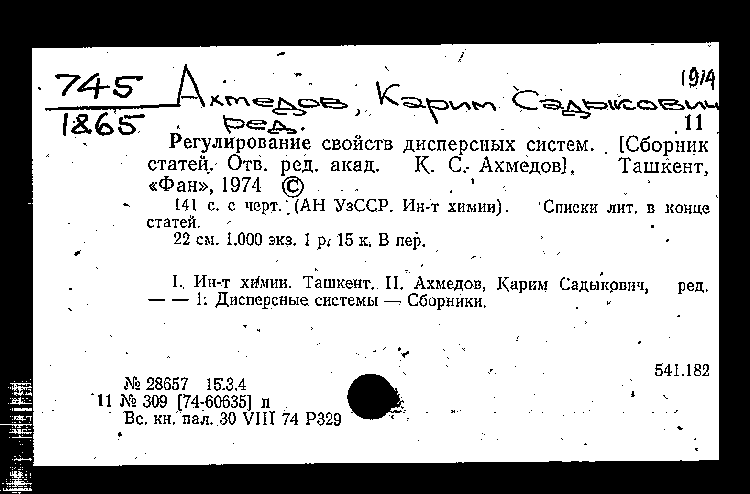 745 Ахмедов, Карим Садыкович 1914
1865 ред. 11
Регулирование свойств дисперсных систем. [Сборник
статей. Отв. ред. акад. К. С. Ахмедов]. Ташкент,
«Фан», 1974 ©
141 с. с черт. (АН УзССР. Ин-т химии). Списки лит. в конце
статей.
22 см. 1.000 экз. 1 р. 15 к. В пер.
I. Ин-т химии. Ташкент. II. Ахмедов, Карим Садыкович, ред.
— — 1. Дисперсные системы — Сборники.
541.182
№ 28657 15.3.4
11 № 309 [74-60635] п
Вс. кн. пал. 30 VIII 74 Р329